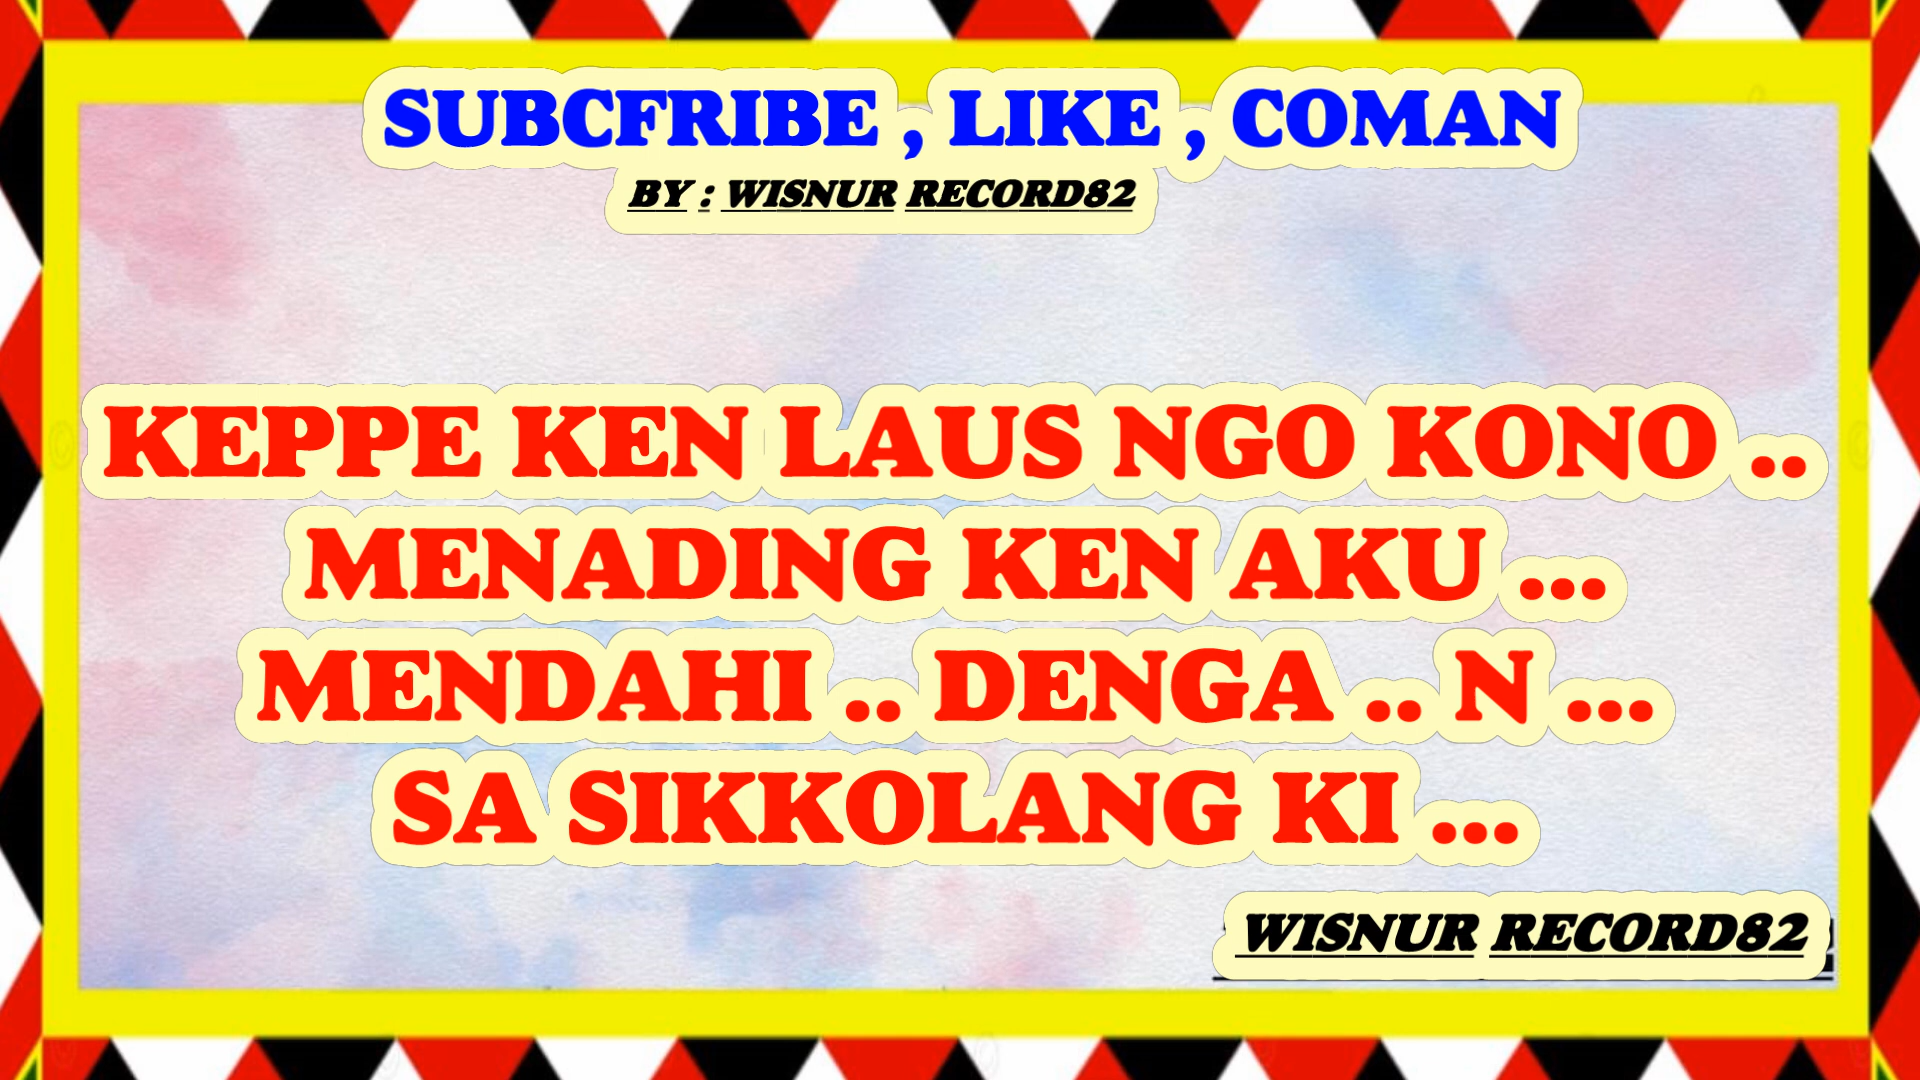 SUBCFRIBE , LIKE , COMAN
BY : WISNUR RECORD82
KEPPE KEN LAUS NGO KONO ..
MENADING KEN AKU ...
MENDAHI .. DENGA .. N ...
SA SIKKOLANG KI ...
WISNUR RECORD82